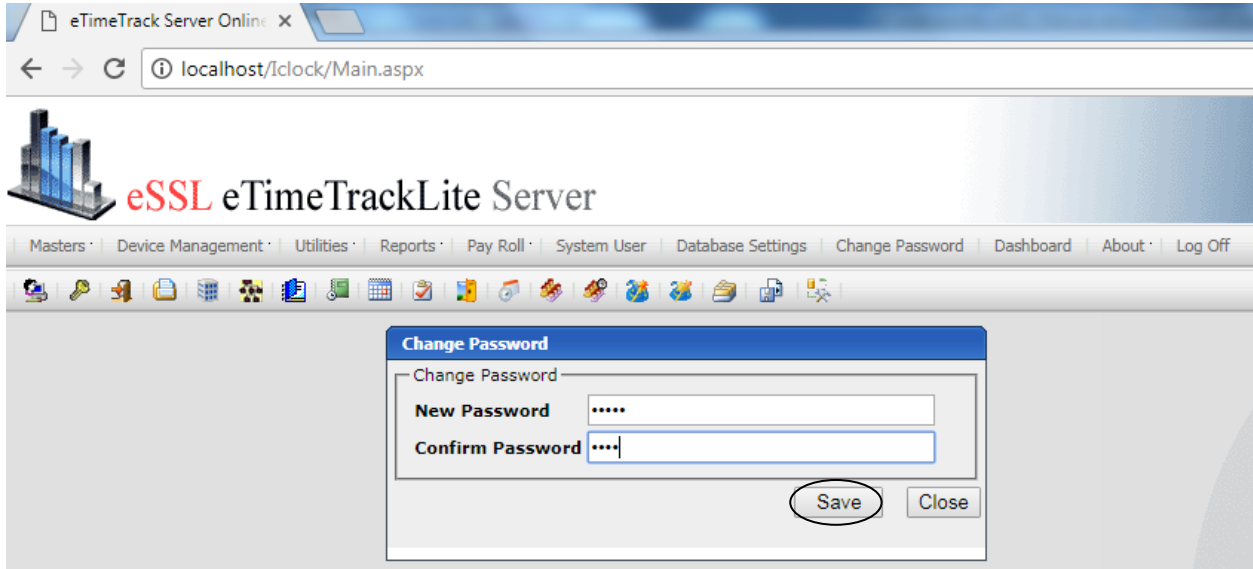 eTimeTrack Server Online
localhost/Iclock/Main.aspx
eSSL eTimeTrackLite Server
Masters Device Management Utilities Reports Pay Roll System User Database Settings Change Password Dashboard About Log Off
Change Password
Change Password
New Password •••••
Confirm Password ••••
Save Close